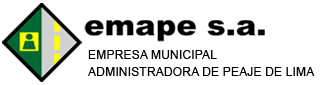 emape s.a.
EMPRESA MUNICIPAL
ADMINISTRADORA DE PEAJE DE LIMA